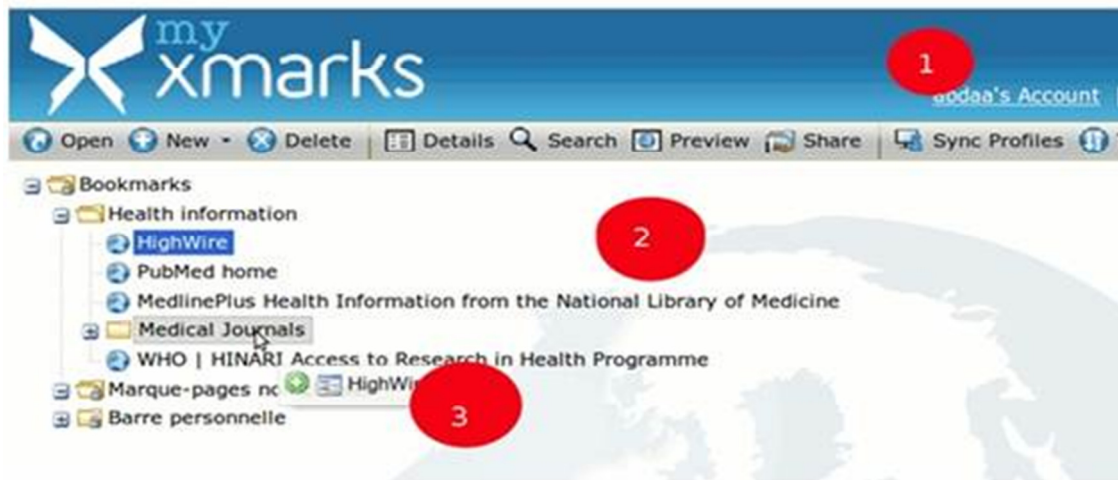 my
xmarks
1
abdaa's Account
Open New Delete Details Search Preview Share Sync Profiles
Bookmarks
Health information
HighWire
2
PubMed home
MedlinePlus Health Information from the National Library of Medicine
Medical Journals
WHO | HINARI Access to Research in Health Programme
Marque-pages
HighWi
3
Barre personnelle